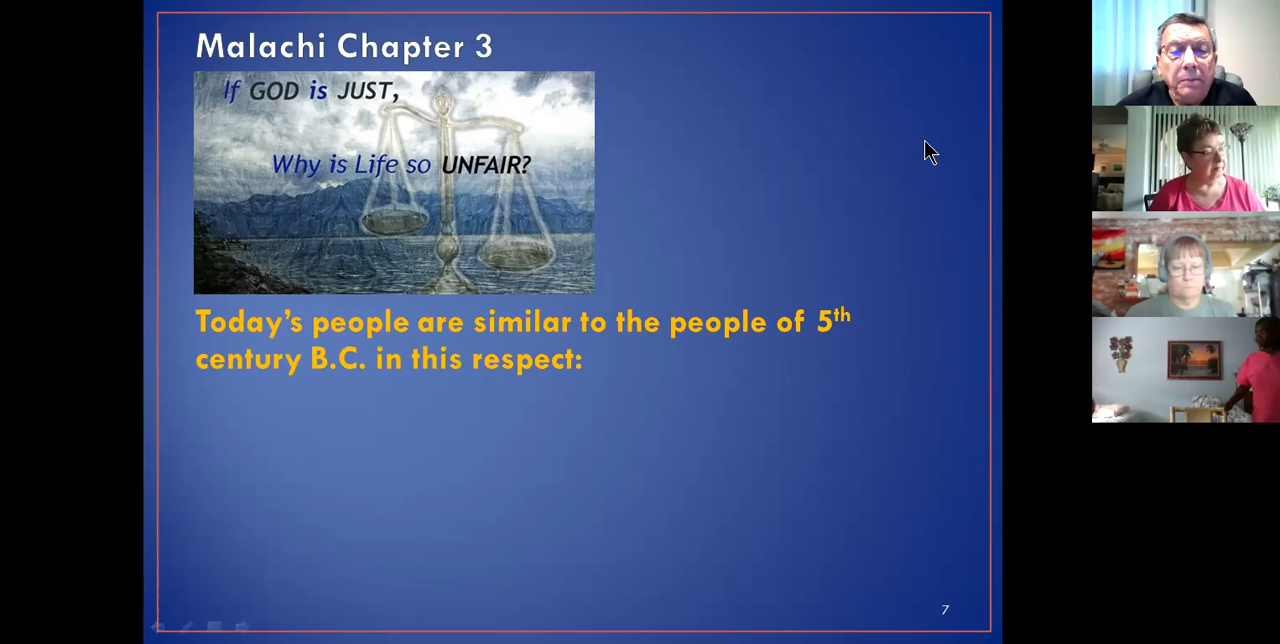 Malachi Chapter 3
If GOD is JUST,
Why is Life so UNFAIR?
Today's people are similar to the people of 5th
century B.C. in this respect:
7